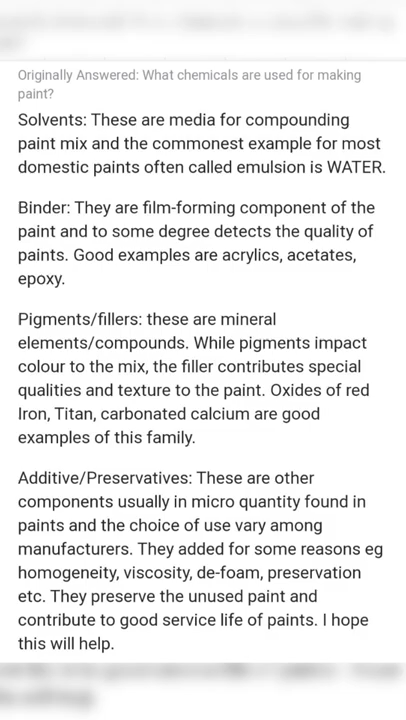 Originally Answered: What chemicals are used for making
paint?
Solvents: These are media for compounding
paint mix and the commonest example for most
domestic paints often called emulsion is WATER.
Binder: They are film-forming component of the
paint and to some degree detects the quality of
paints. Good examples are acrylics, acetates,
epoxy.
Pigments/fillers: these are mineral
elements/compounds. While pigments impact
colour to the mix, the filler contributes special
qualities and texture to the paint. Oxides of red
Iron, Titan, carbonated calcium are good
examples of this family.
Additive/Preservatives: These are other
components usually in micro quantity found in
paints and the choice of use vary among
manufacturers. They added for some reasons eg
homogeneity, viscosity, de-foam, preservation
etc. They preserve the unused paint and
contribute to good service life of paints. I hope
this will help.